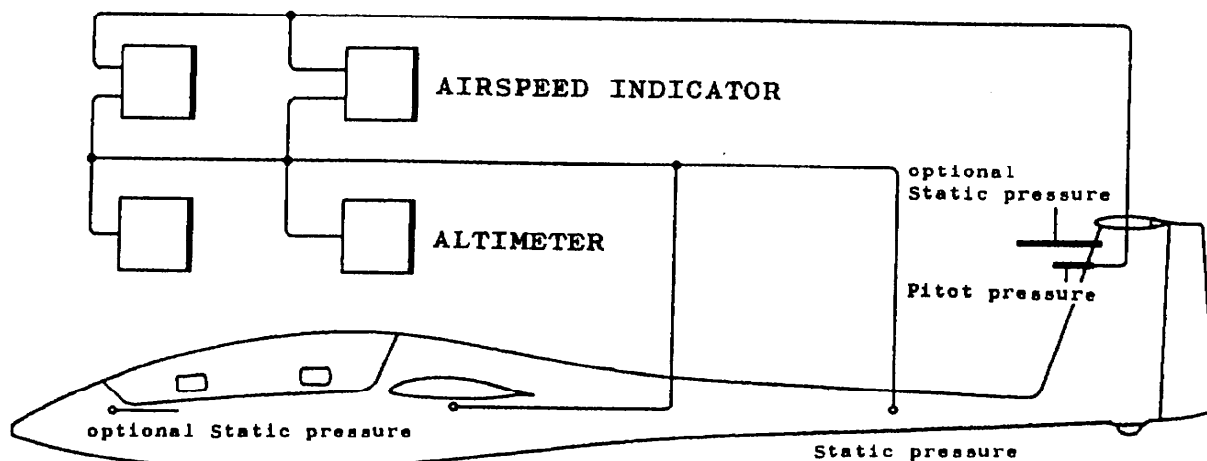 AIRSPEED INDICATOR
optional
Static pressure
ALTIMETER
Pitot pressure
optional Static pressure
Static pressure